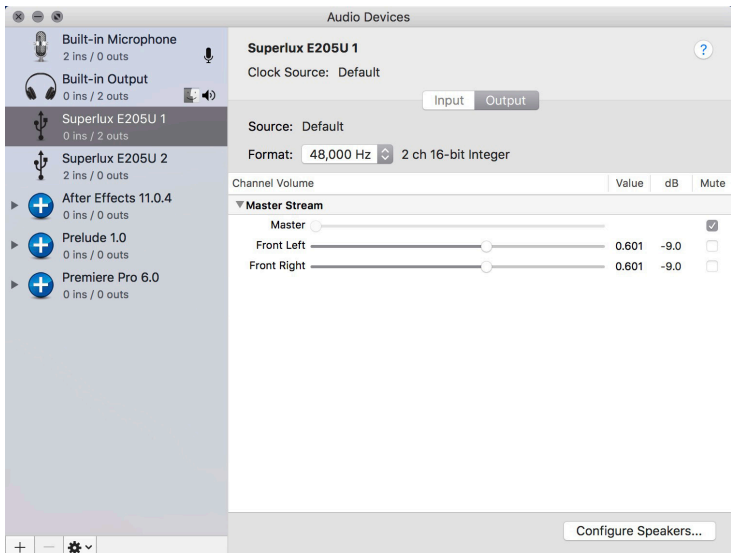 Audio Devices
Built-in Microphone
2 ins / 0 outs
Built-in Output
0 ins / 2 outs
Superlux E205U 1
0 ins / 2 outs
Superlux E205U 2
2 ins / 0 outs
After Effects 11.0.4
0 ins / 0 outs
Prelude 1.0
0 ins / 0 outs
Premiere Pro 6.0
0 ins / 0 outs
Superlux E205U 1
?
Clock Source: Default
Input Output
Source: Default
Format: 48,000 Hz 2 ch 16-bit Integer
Channel Volume Value dB Mute
Master Stream
Master
Front Left 0.601 -9.0
Front Right 0.601 -9.0
Configure Speakers...